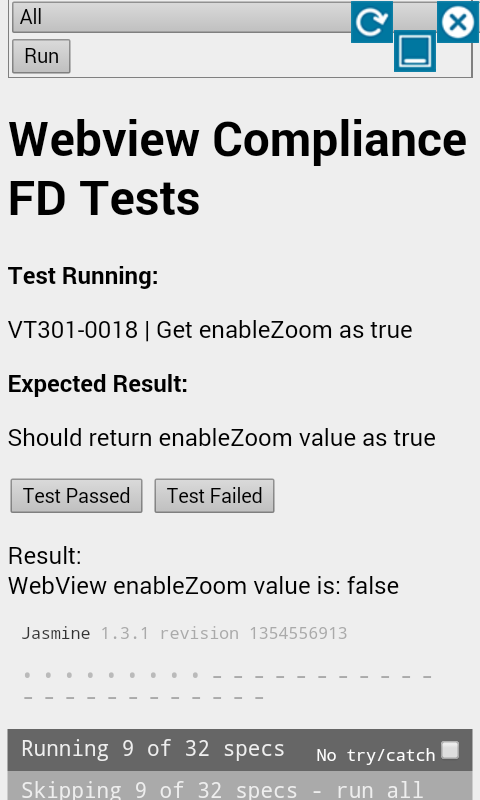 All
Run
Webview Compliance
FD Tests
Test Running:
VT301-0018 | Get enableZoom as true
Expected Result:
Should return enableZoom value as true
Test Passed Test Failed
Result:
WebView enableZoom value is: false
Jasmine 1.3.1 revision 1354556913
• • • • • • • • • – – – – – – – – – – –
– – – – – – – – – – – –
Running 9 of 32 specs No try/catch
Skipping 9 of 32 specs - run all